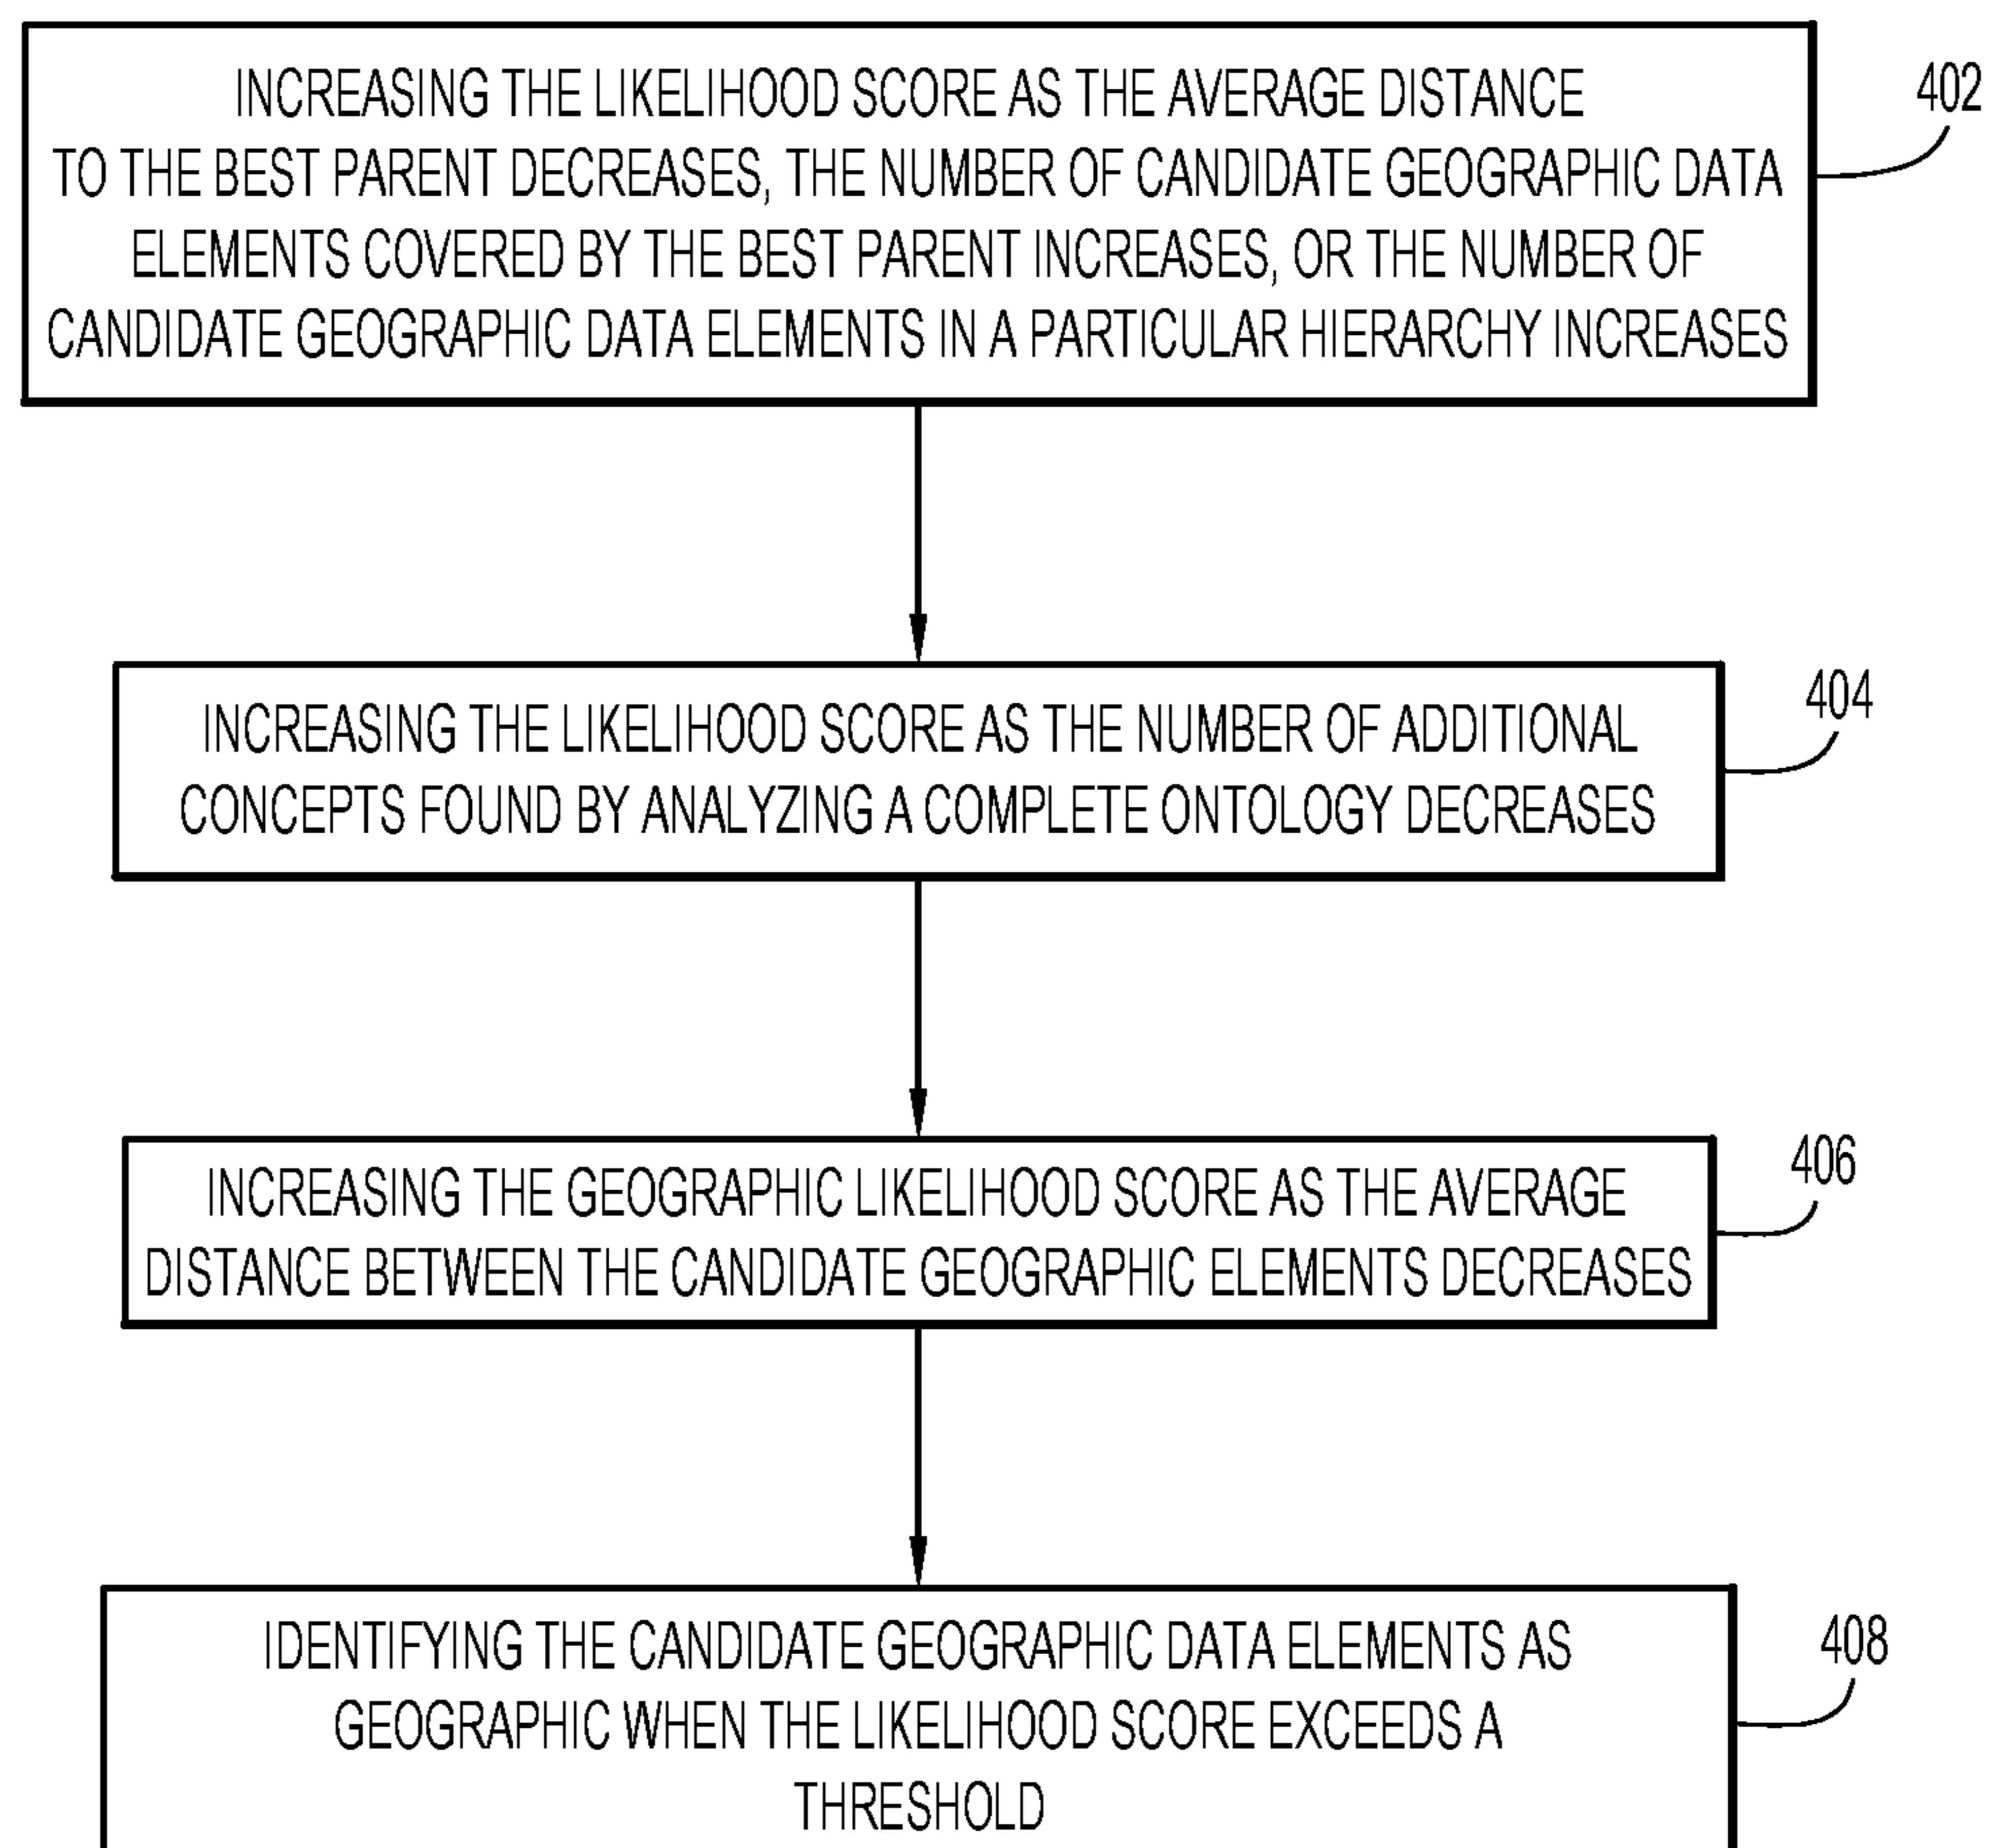 INCREASING THE LIKELIHOOD SCORE AS THE AVERAGE DISTANCE
TO THE BEST PARENT DECREASES, THE NUMBER OF CANDIDATE GEOGRAPHIC DATA
ELEMENTS COVERED BY THE BEST PARENT INCREASES, OR THE NUMBER OF
CANDIDATE GEOGRAPHIC DATA ELEMENTS IN A PARTICULAR HIERARCHY INCREASES
402
INCREASING THE LIKELIHOOD SCORE AS THE NUMBER OF ADDITIONAL
CONCEPTS FOUND BY ANALYZING A COMPLETE ONTOLOGY DECREASES
404
INCREASING THE GEOGRAPHIC LIKELIHOOD SCORE AS THE AVERAGE
DISTANCE BETWEEN THE CANDIDATE GEOGRAPHIC ELEMENTS DECREASES
406
IDENTIFYING THE CANDIDATE GEOGRAPHIC DATA ELEMENTS AS
GEOGRAPHIC WHEN THE LIKELIHOOD SCORE EXCEEDS A
THRESHOLD
408